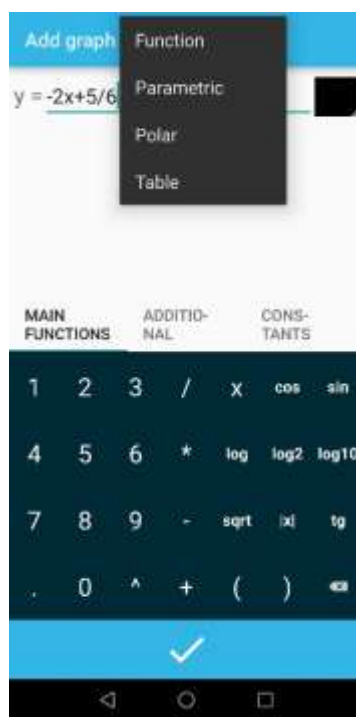 Add graph
Function
Parametric
Polar
Table
y = -2x+5/6
MAIN
FUNCTIONS
ADDITIO-
NAL
CONS-
TANTS
1 2 3 / x cos sin
4 5 6 * log log2 log10
7 8 9 - sqrt |x| tg
. 0 ^ + ( )